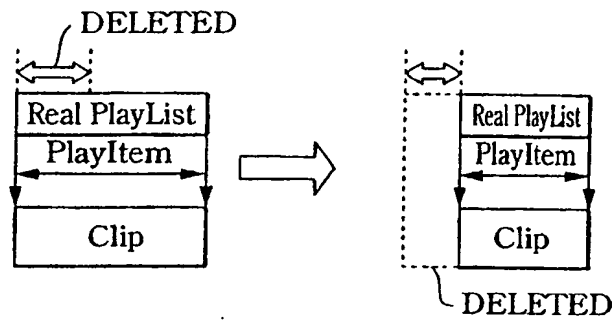 DELETED
Real PlayList
PlayItem
Clip
Real PlayList
PlayItem
Clip
DELETED